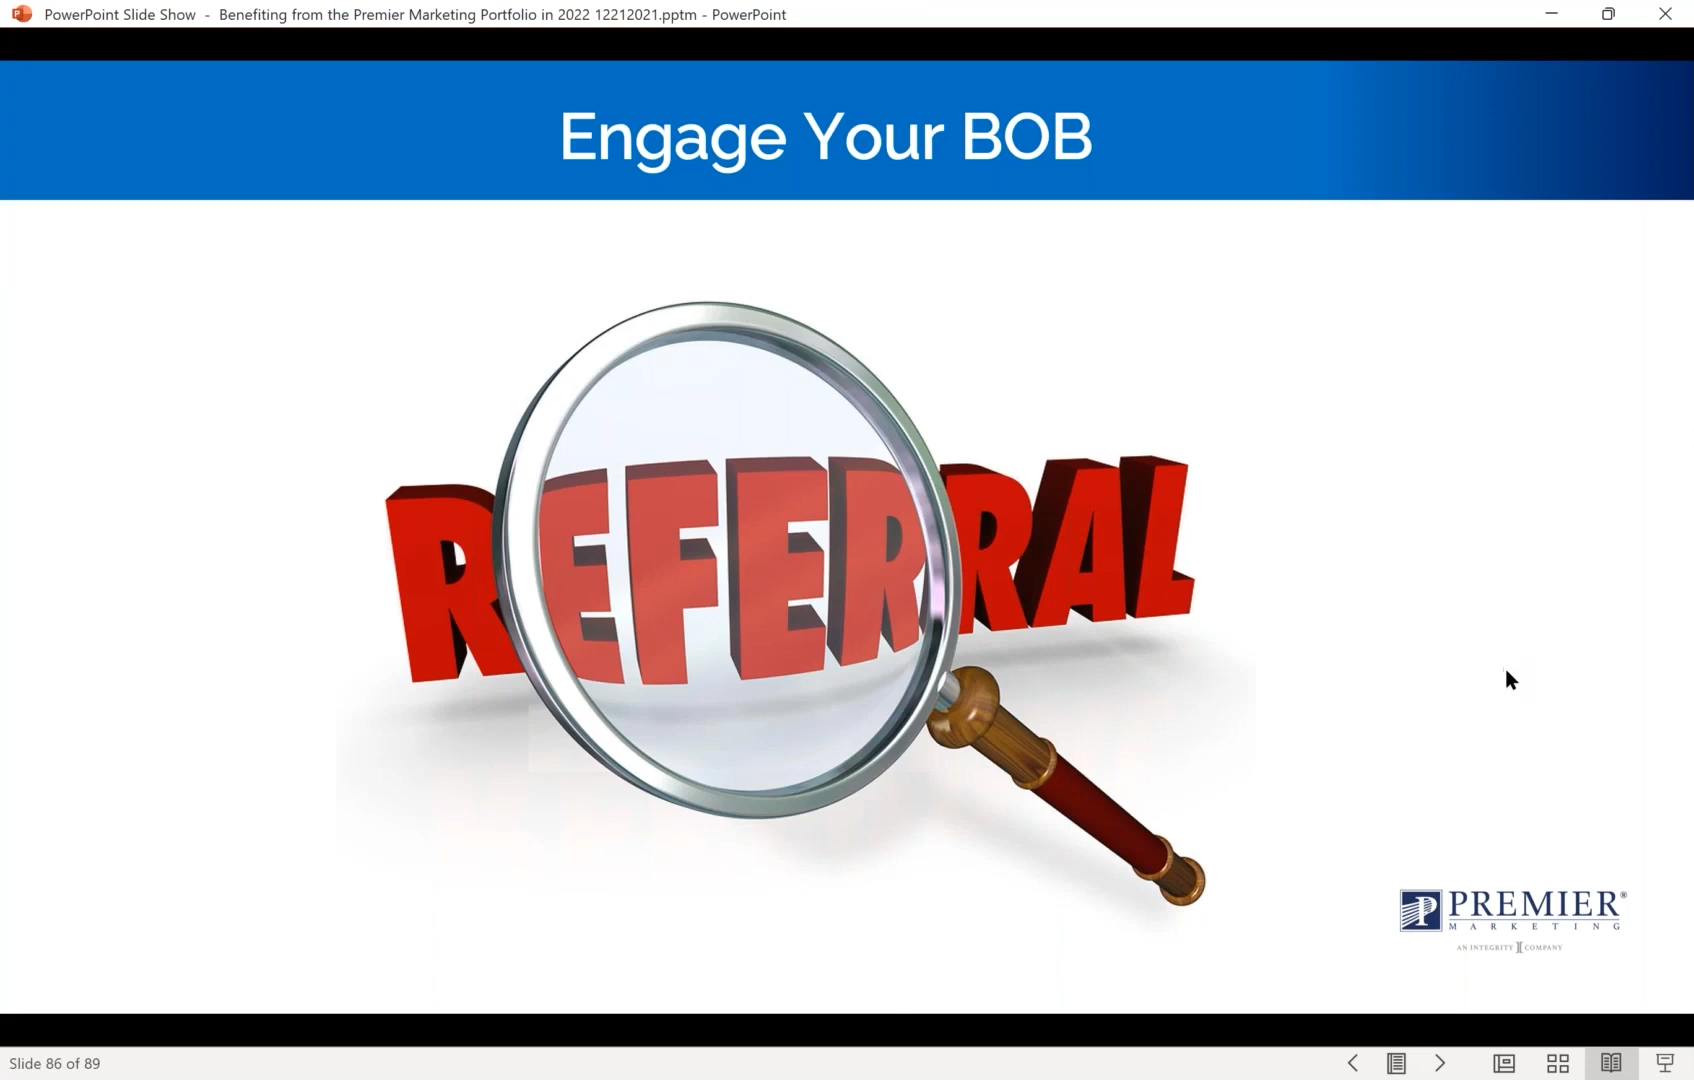 PowerPoint Slide Show - Benefiting from the Premier Marketing Portfolio in 2022 12212021.pptm - PowerPoint
Engage Your BOB
REFERRAL
PREMIER®
MARKETING
AN INTEGRITY COMPANY
Slide 86 of 89